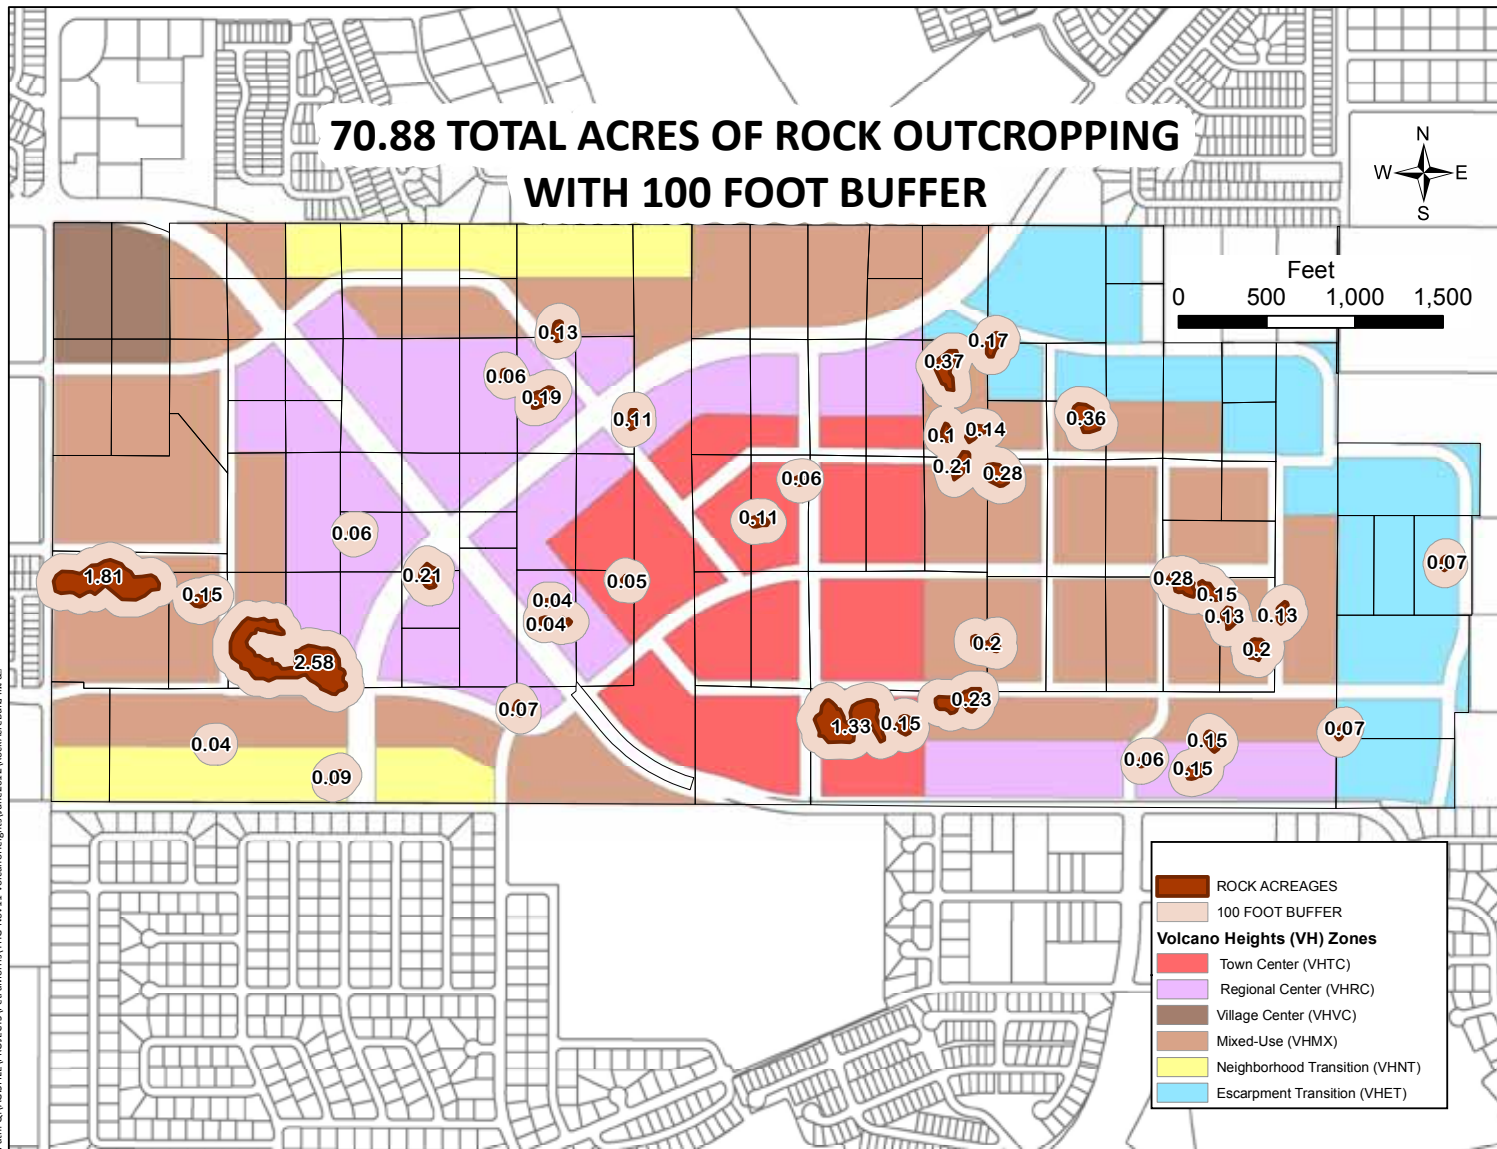 70.88 TOTAL ACRES OF ROCK OUTCROPPING
WITH 100 FOOT BUFFER
N
W E
S
Feet
0 500 1,000 1,500
0.13
0.17
0.37
0.06
0.19
0.11
0.36
0.1
0.14
0.21
0.28
0.06
0.11
0.06
0.21
0.05
0.07
1.81
0.15
0.04
0.04
0.28
0.15
0.13
0.13
0.2
0.2
2.58
0.07
0.23
1.33
0.15
0.04
0.09
0.15
0.06
0.15
0.07
ROCK ACREAGES
100 FOOT BUFFER
Volcano Heights (VH) Zones
Town Center (VHTC)
Regional Center (VHRC)
Village Center (VHVC)
Mixed-Use (VHMX)
Neighborhood Transition (VHNT)
Escarpment Transition (VHET)